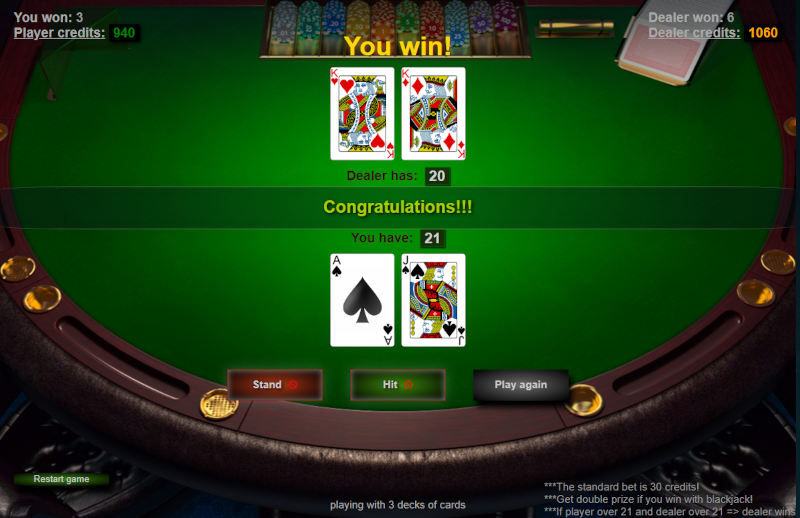 You won: 3
Player credits: 940
Dealer won: 6
Dealer credits: 1060
You win!
K
K
K
K
Dealer has: 20
Congratulations!!!
You have: 21
A
A
J
J
Stand
Hit
Play again
Restart game
playing with 3 decks of cards
***The standard bet is 30 credits!
***Get double prize if you win with blackjack!
***If player over 21 and dealer over 21 => dealer wins